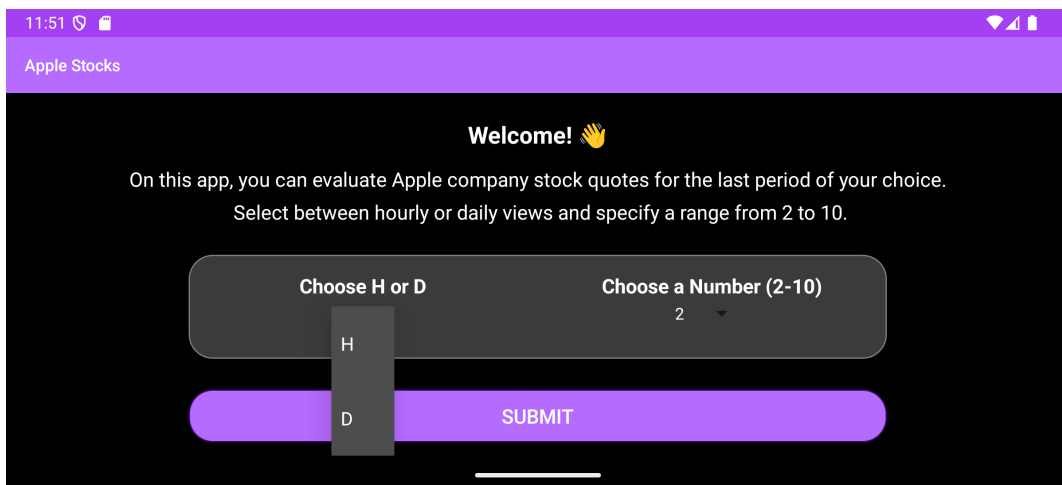 11:51
Apple Stocks
Welcome! 👋
On this app, you can evaluate Apple company stock quotes for the last period of your choice.
Select between hourly or daily views and specify a range from 2 to 10.
Choose H or D
Choose a Number (2-10)
2
H
D
SUBMIT